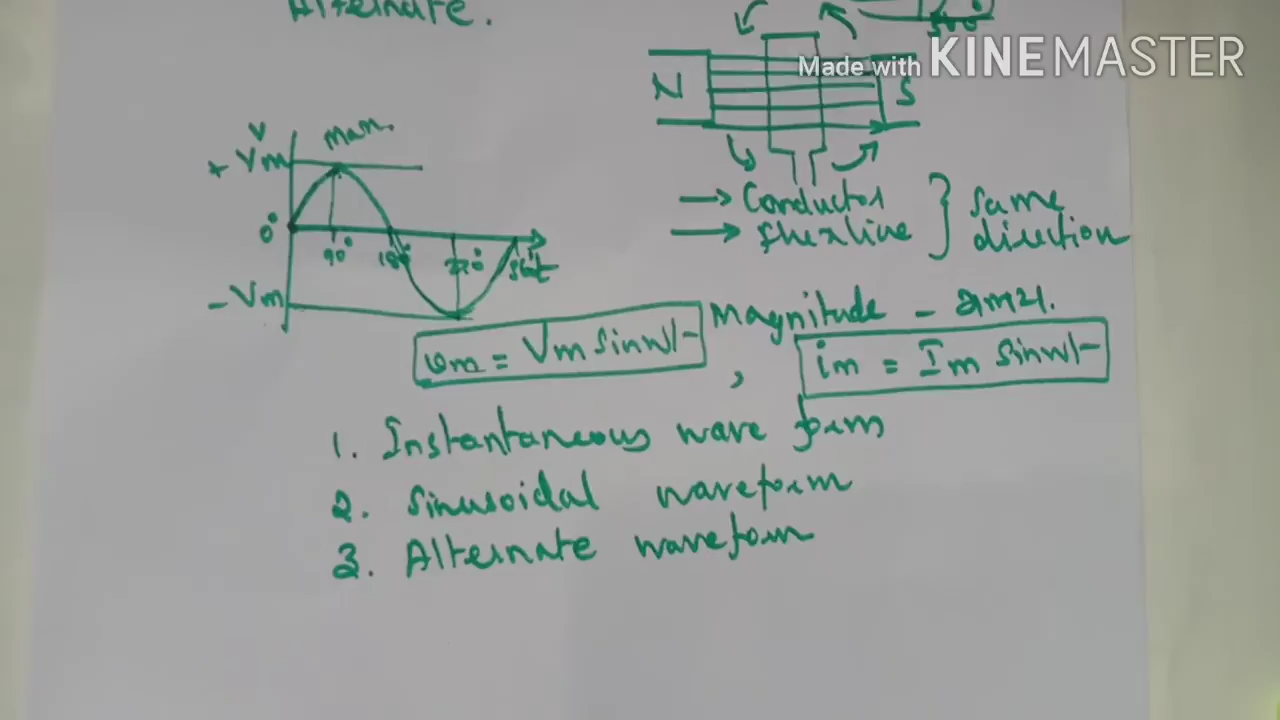 Alternate.
Made with KINEMASTER
N
S
V
+Vm
max.
0°
90°
180°
270°
-Vm
→ Conductor
→ fluxline
} same direction
Magnitude -
vm = Vm sinωt
,
im = Im sinωt
1. Instantaneous wave form
2. Sinusoidal waveform
3. Alternate waveform